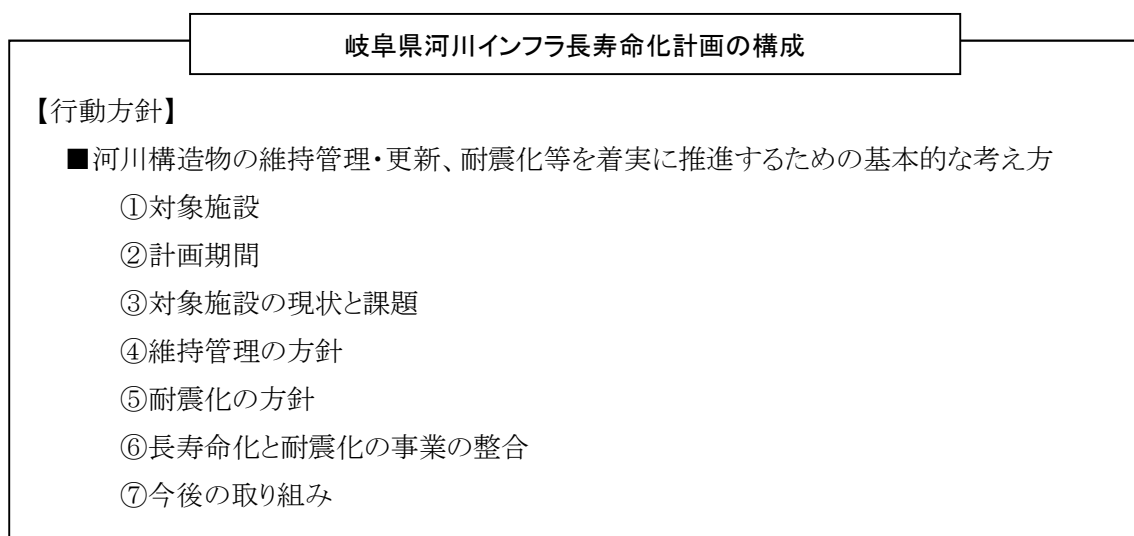 岐阜県河川インフラ長寿命化計画の構成
【行動方針】
■河川構造物の維持管理・更新、耐震化等を着実に推進するための基本的な考え方
①対象施設
②計画期間
③対象施設の現状と課題
④維持管理の方針
⑤耐震化の方針
⑥長寿命化と耐震化の事業の整合
⑦今後の取り組み